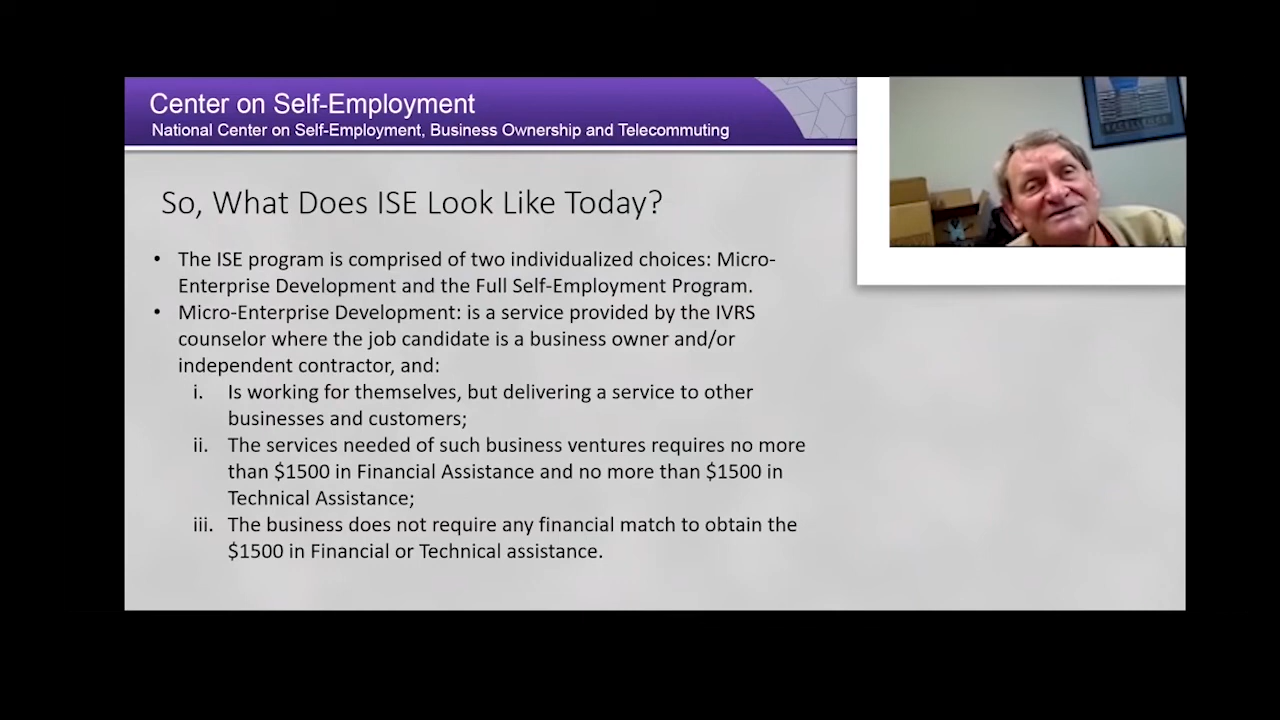 Center on Self-Employment
National Center on Self-Employment, Business Ownership and Telecommuting
So, What Does ISE Look Like Today?
• The ISE program is comprised of two individualized choices: Micro-
Enterprise Development and the Full Self-Employment Program.
• Micro-Enterprise Development: is a service provided by the IVRS
counselor where the job candidate is a business owner and/or
independent contractor, and:
i. Is working for themselves, but delivering a service to other
businesses and customers;
ii. The services needed of such business ventures requires no more
than $1500 in Financial Assistance and no more than $1500 in
Technical Assistance;
iii. The business does not require any financial match to obtain the
$1500 in Financial or Technical assistance.
EXCELLENCE